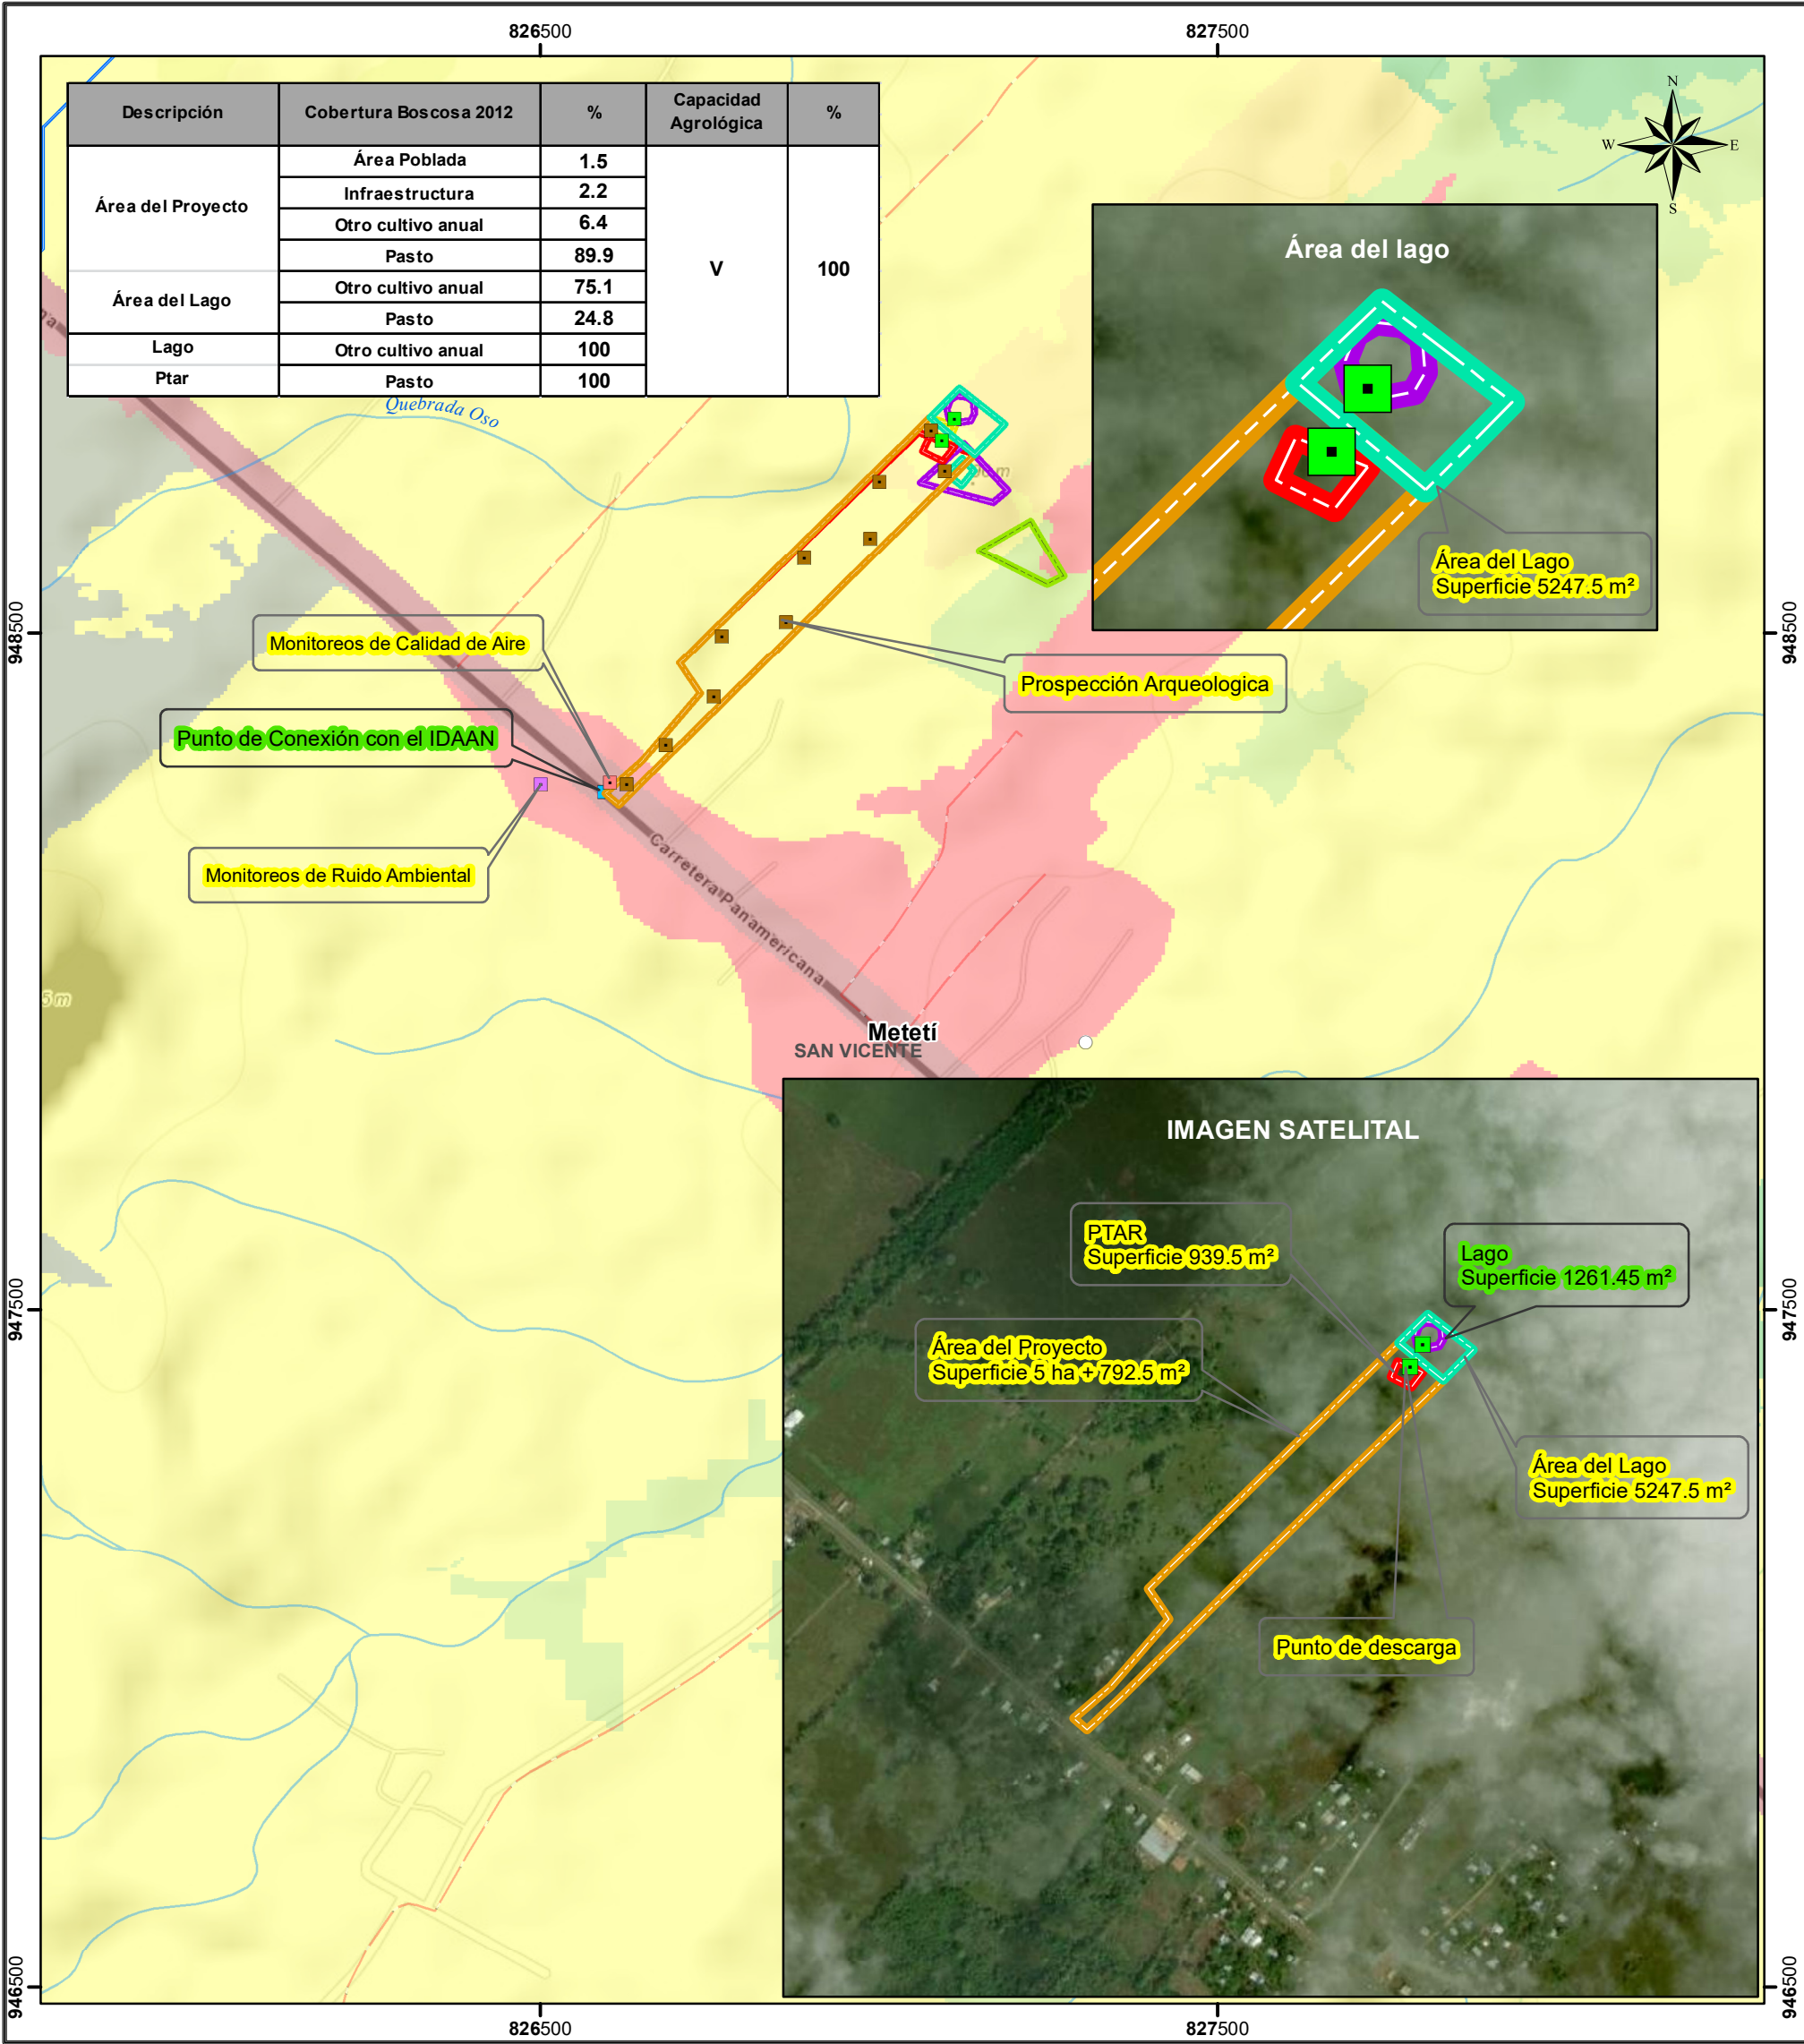 826500
827500
Descripción
Cobertura Boscosa 2012
%
Capacidad
Agrológica
%
Área del Proyecto
Área Poblada
1.5
V
100
Infraestructura
2.2
Otro cultivo anual
6.4
Pasto
89.9
Área del Lago
Otro cultivo anual
75.1
Pasto
24.8
Lago
Otro cultivo anual
100
Ptar
Pasto
100
N
W
E
S
Área del lago
Área del Lago
Superficie 5247.5 m²
Quebrada Oso
948500
948500
Monitoreos de Calidad de Aire
Prospección Arqueologica
Punto de Conexión con el IDAAN
Monitoreos de Ruido Ambiental
Carretera Panamericana
5 m
Metetí
SAN VICENTE
IMAGEN SATELITAL
PTAR
Superficie 939.5 m²
Lago
Superficie 1261.45 m²
947500
947500
Área del Proyecto
Superficie 5 ha + 792.5 m²
Área del Lago
Superficie 5247.5 m²
Punto de descarga
946500
946500
826500
827500